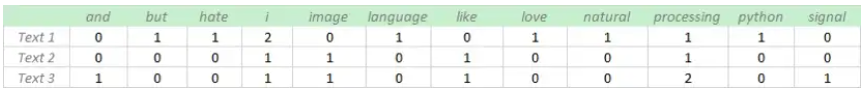 and but hate i image language like love natural processing python signal
Text 1 0 1 1 2 0 1 0 1 1 1 1 0
Text 2 0 0 0 1 1 0 1 0 0 1 0 0
Text 3 1 0 0 1 1 0 1 0 0 2 0 1